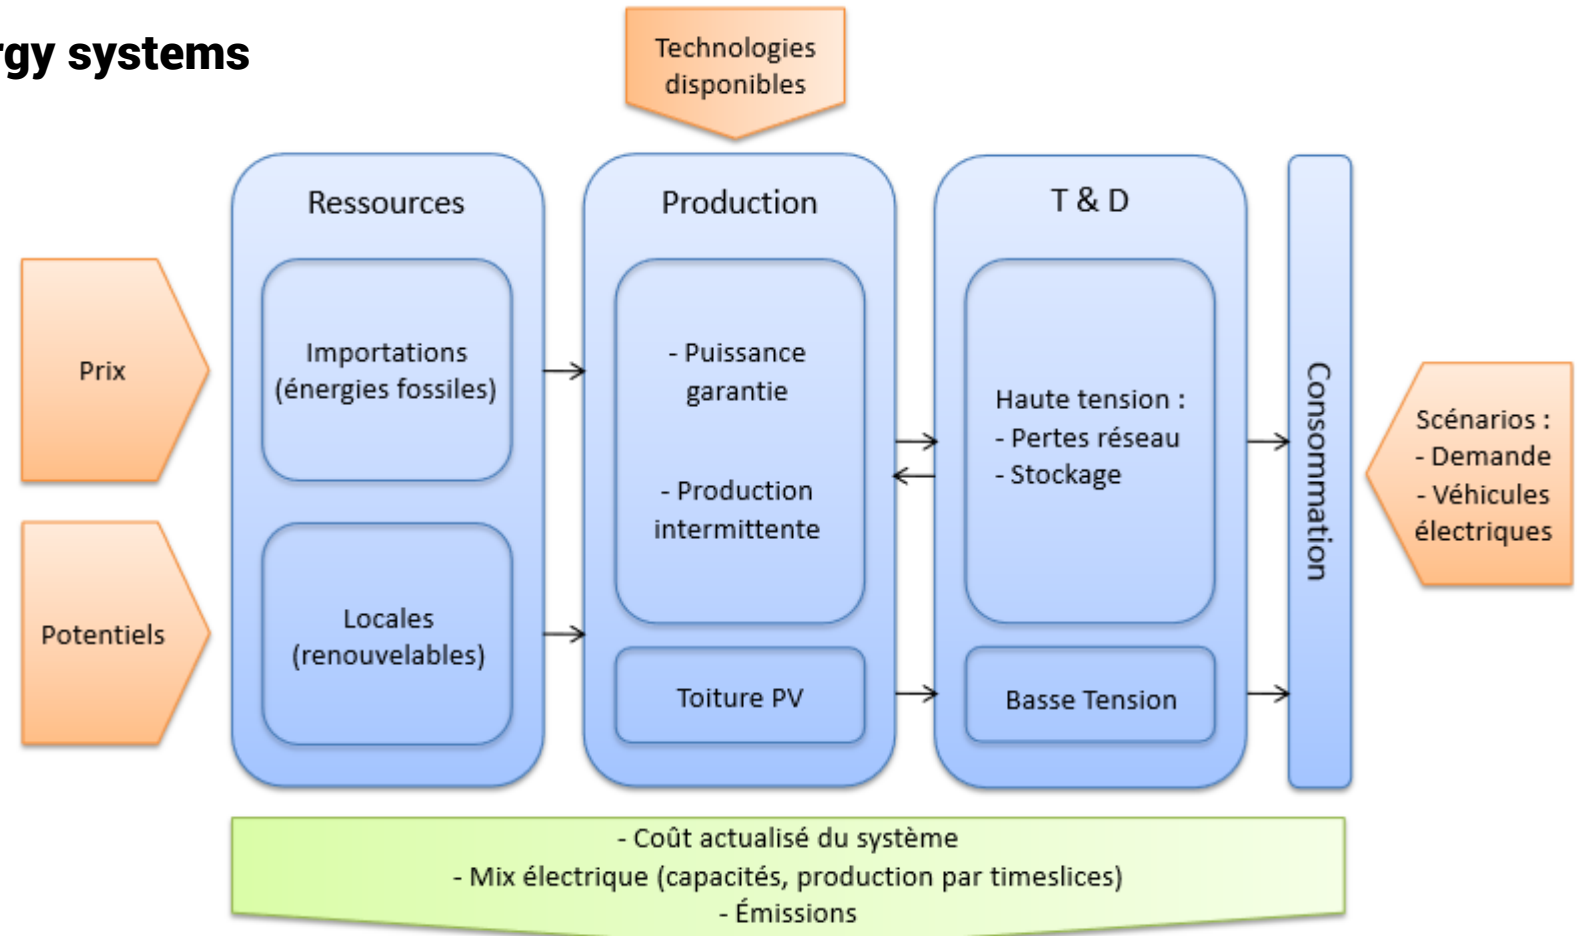 rgy systems
Technologies
disponibles
Ressources
Production
T & D
Prix
Importations
(énergies fossiles)
- Puissance
garantie
- Production
intermittente
Haute tension :
- Pertes réseau
- Stockage
Consommation
Scénarios :
- Demande
- Véhicules
électriques
Potentiels
Locales
(renouvelables)
Toiture PV
Basse Tension
- Coût actualisé du système
- Mix électrique (capacités, production par timeslices)
- Émissions